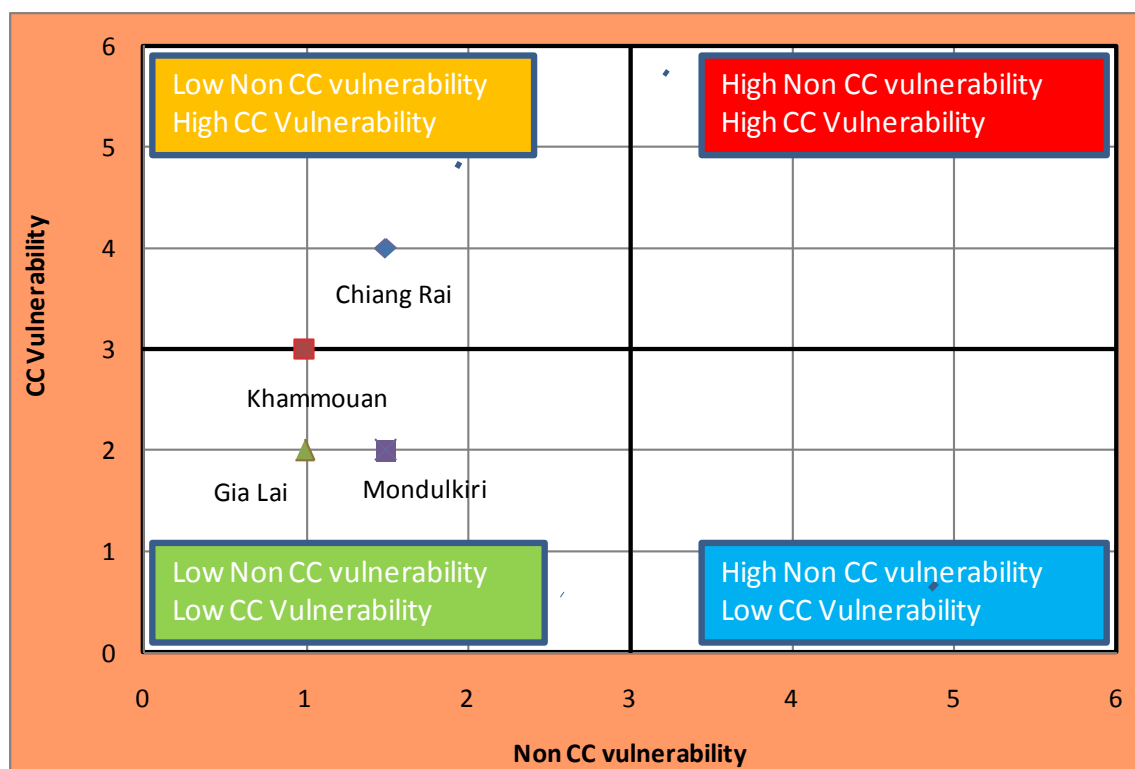 6
Low Non CC vulnerability
High CC Vulnerability
High Non CC vulnerability
High CC Vulnerability
5
4
Chiang Rai
CC Vulnerability
3
Khammouan
2
Gia Lai
Mondulkiri
1
Low Non CC vulnerability
Low CC Vulnerability
High Non CC vulnerability
Low CC Vulnerability
0
0 1 2 3 4 5 6
Non CC vulnerability